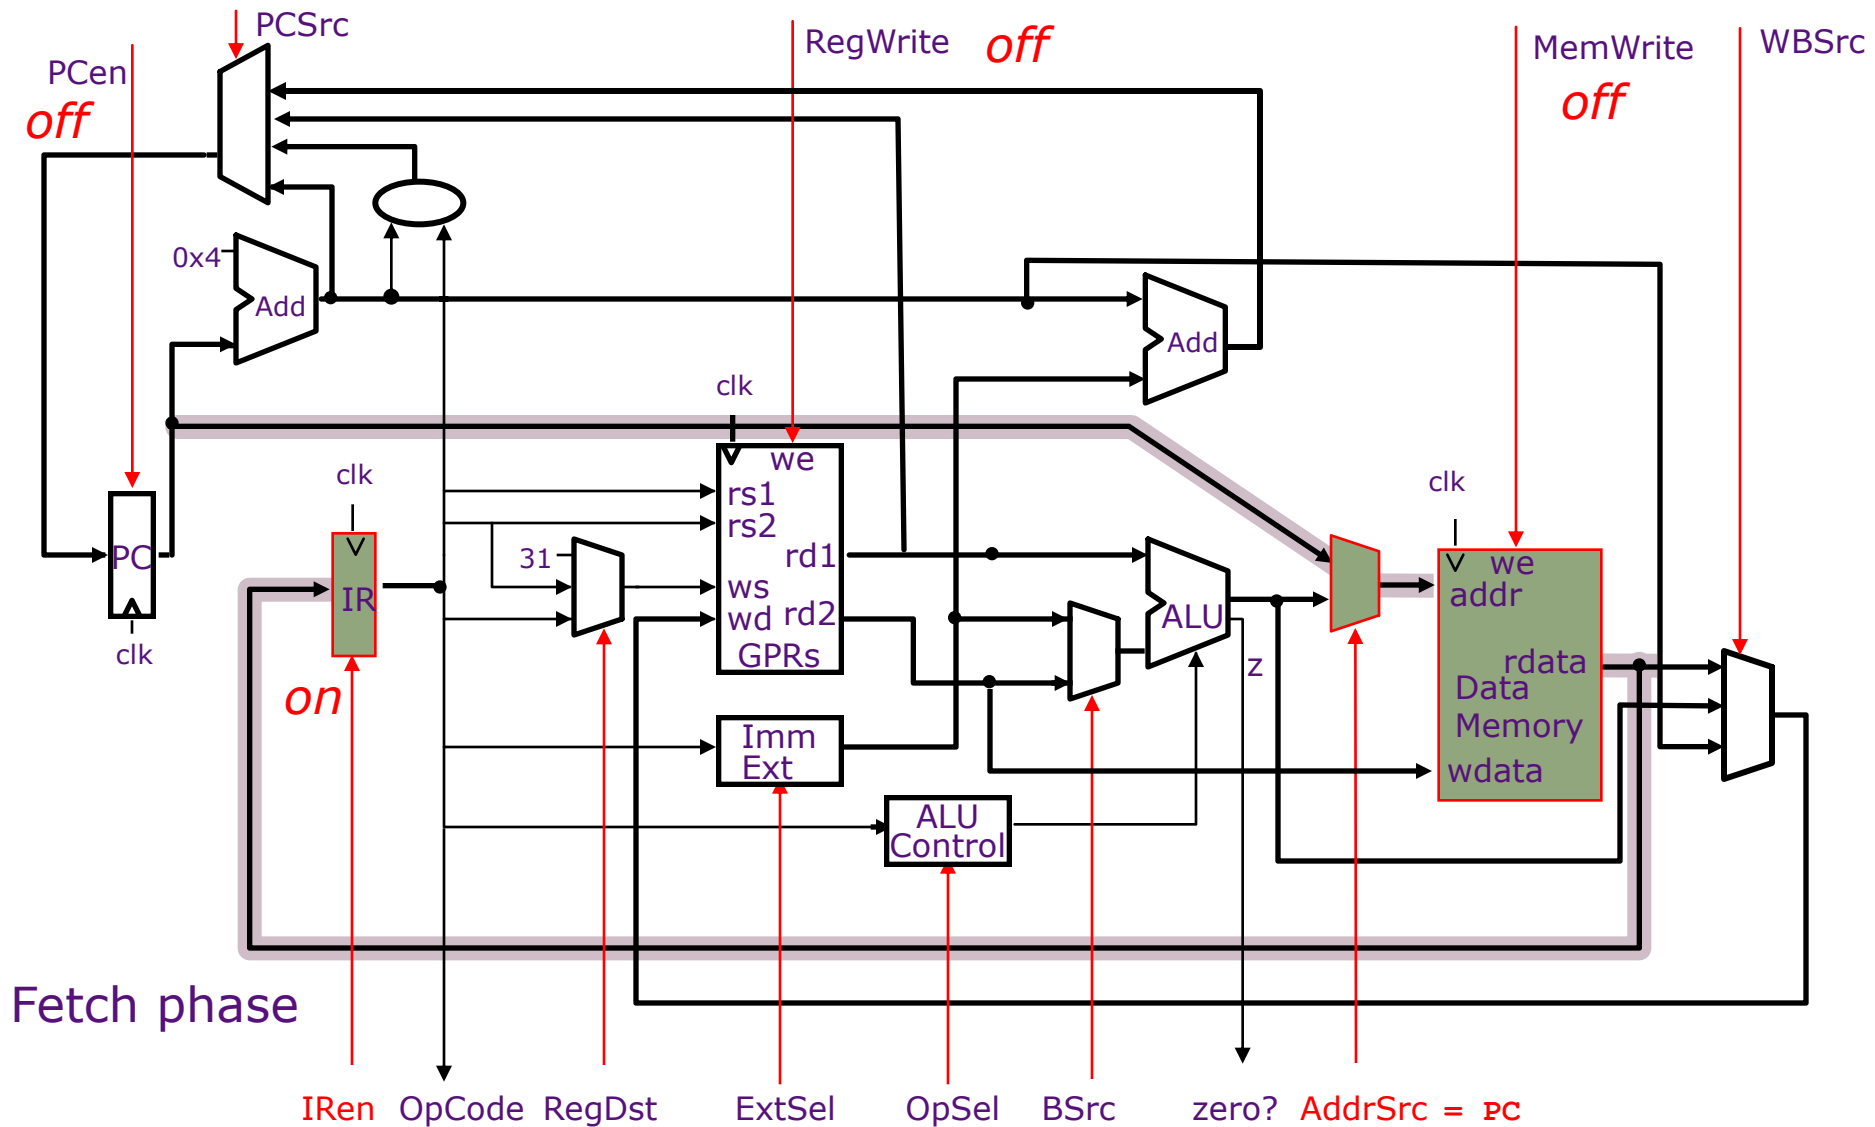 PCSrc
RegWrite
off
MemWrite
off
WBSrc
PCen
off
0x4
Add
Add
clk
clk
clk
PC
clk
IR
on
31
we
rs1
rs2
rd1
ws
wd
rd2
GPRs
ALU
z
we
addr
rdata
Data
Memory
wdata
Imm
Ext
ALU
Control
Fetch phase
IRen
OpCode
RegDst
ExtSel
OpSel
BSrc
zero?
AddrSrc = PC